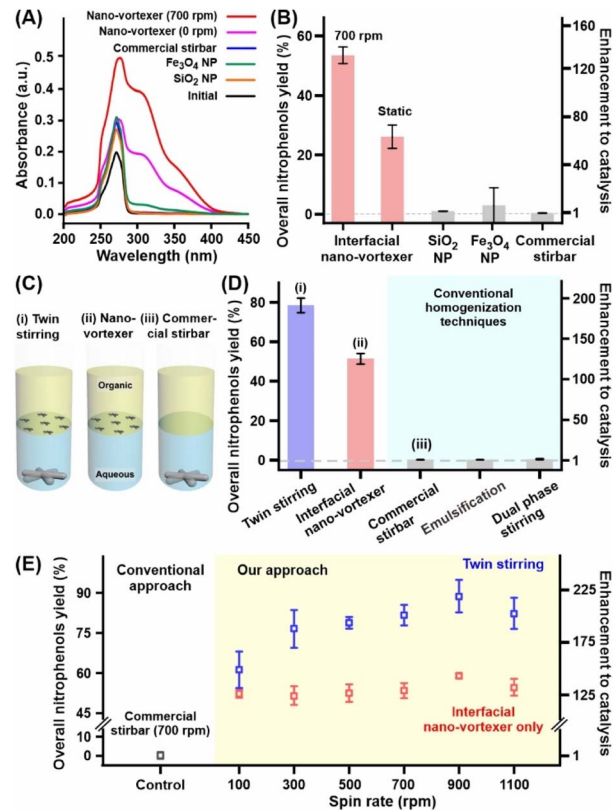 (A)
Nano-vortexer (700 rpm)
Nano-vortexer (0 rpm)
Commercial stirbar
Fe3O4 NP
SiO2 NP
Initial
Absorbance (a.u.)
0.5
0.4
0.3
0.2
0.1
0.0
200 250 300 350 400 450
Wavelength (nm)
(B)
Overall nitrophenols yield (%)
60
40
20
0
700 rpm
Static
160
120
80
40
1
Enhancement to catalysis
Interfacial
nano-vortexer
SiO2
NP
Fe3O4
NP
Commercial
stirbar
(C)
(i) Twin
stirring
(ii) Nano-
vortexer
(iii) Commer-
cial stirbar
Organic
Aqueous
(D)
Overall nitrophenols yield (%)
80
60
40
20
0
(i)
(ii)
(iii)
Conventional
homogenization
techniques
200
150
100
50
1
Enhancement to catalysis
Twin stirring
Interfacial
nano-vortexer
Commercial
stirbar
Emulsification
Dual phase
stirring
(E)
Overall nitrophenols yield (%)
90
75
60
45
10
0
Conventional
approach
Our approach
Twin stirring
Commercial
stirbar (700 rpm)
Interfacial
nano-vortexer only
225
175
125
1
Enhancement to catalysis
Control 100 300 500 700 900 1100
Spin rate (rpm)